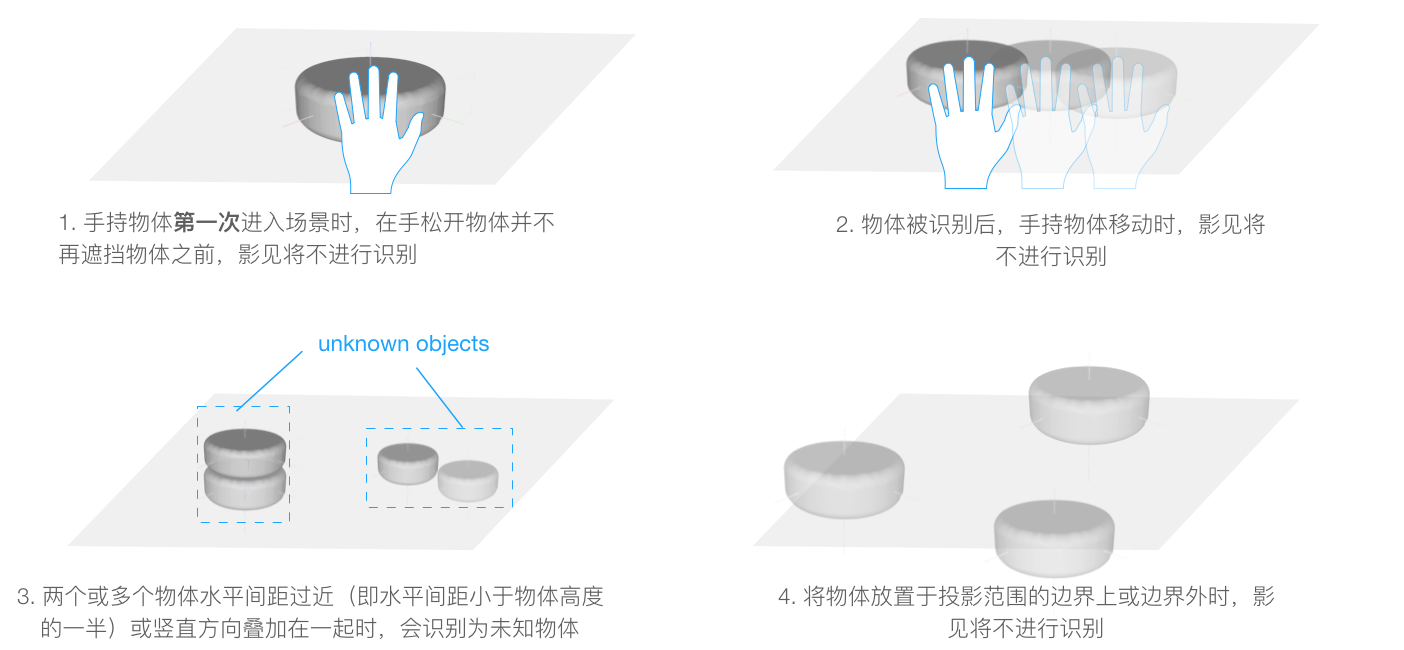 1. 手持物体第一次进入场景时，在手松开物体并不
再遮挡物体之前，影见将不进行识别
2. 物体被识别后，手持物体移动时，影见将
不进行识别
unknown objects
3. 两个或多个物体水平间距过近（即水平间距小于物体高度
的一半）或竖直方向叠加在一起时，会识别为未知物体
4. 将物体放置于投影范围的边界上或边界外时，影
见将不进行识别